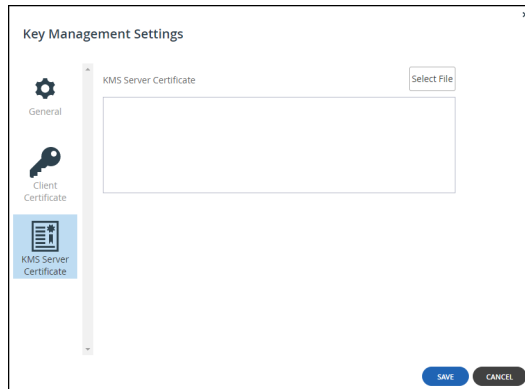 Key Management Settings
General
Client
Certificate
KMS Server
Certificate
KMS Server Certificate
Select File
SAVE
CANCEL